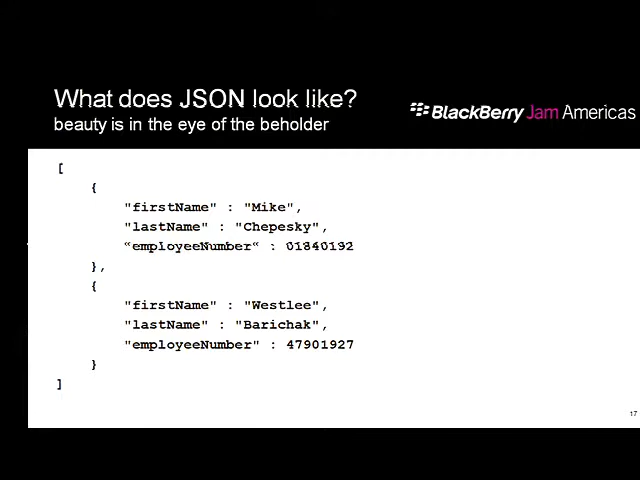 What does JSON look like?
beauty is in the eye of the beholder
BlackBerry Jam Americas
[
{
"firstName" : "Mike",
"lastName" : "Chepesky",
“employeeNumber“ : 01840192
},
{
"firstName" : "Westlee",
"lastName" : "Barichak",
"employeeNumber" : 47901927
}
]
17